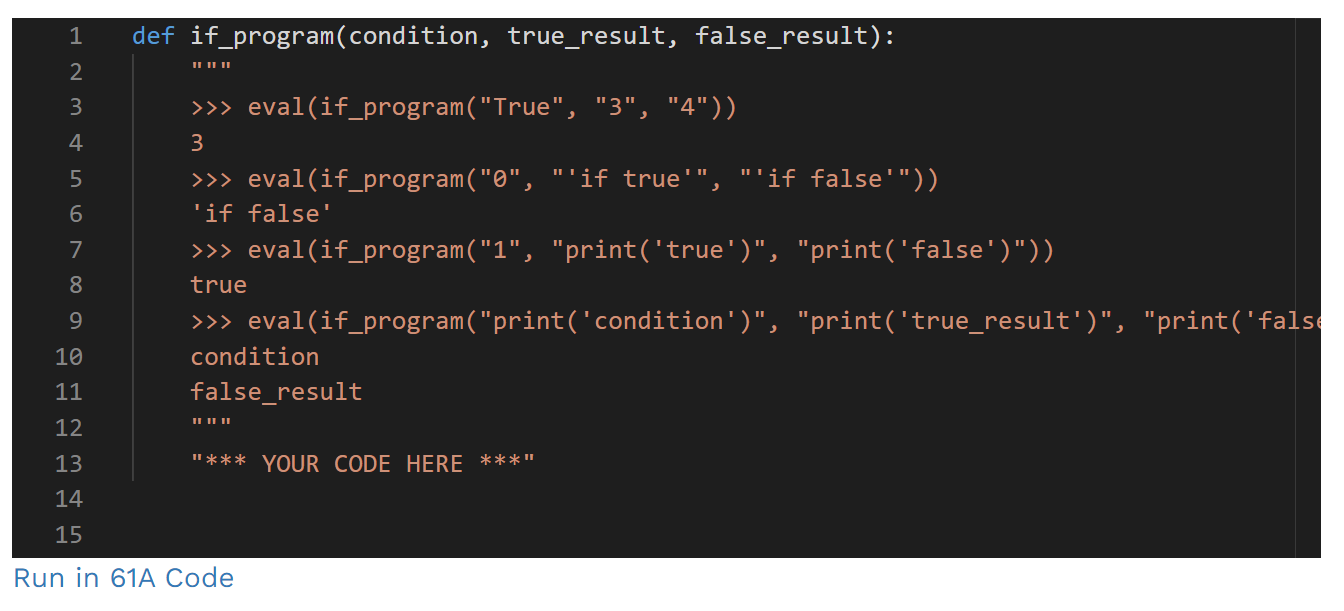 1 def if_program(condition, true_result, false_result):
2 """
3 >>> eval(if_program("True", "3", "4"))
4 3
5 >>> eval(if_program("0", "'if true'", "'if false'"))
6 'if false'
7 >>> eval(if_program("1", "print('true')", "print('false')"))
8 true
9 >>> eval(if_program("print('condition')", "print('true_result')", "print('false
10 condition
11 false_result
12 """
13 "*** YOUR CODE HERE ***"
14
15
Run in 61A Code